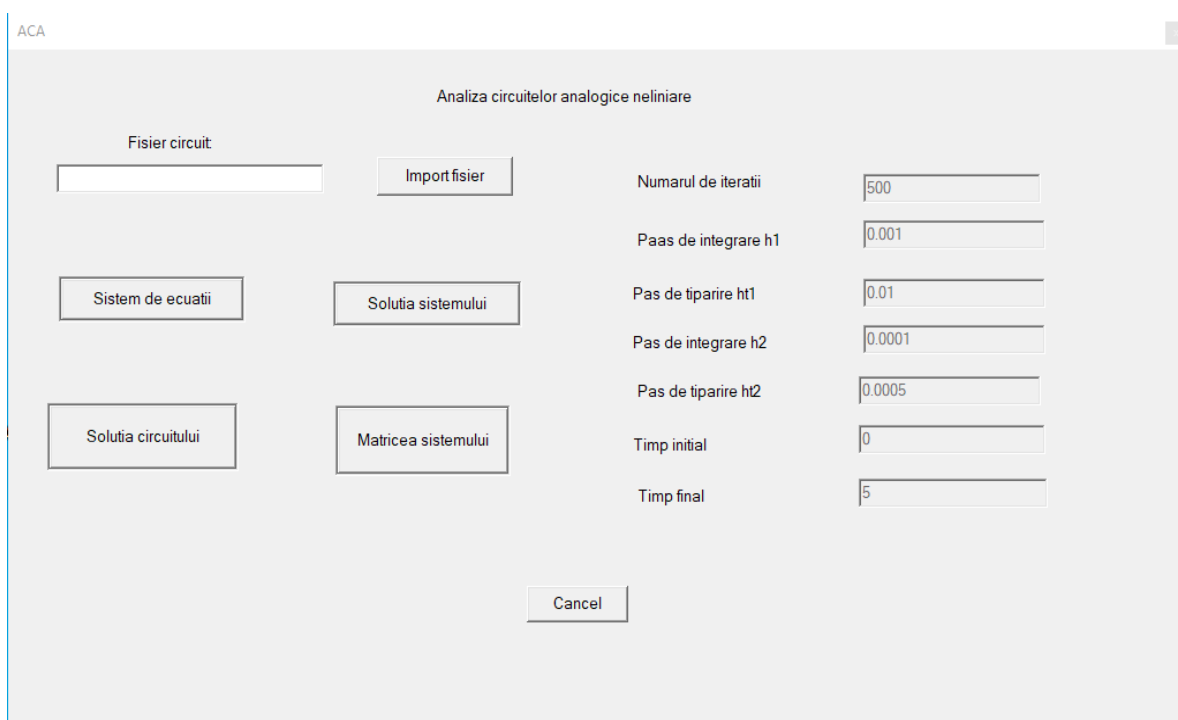 ACA
Analiza circuitelor analogice neliniare
Fisier circuit:
Import fisier
Numarul de iteratii
500
Paas de integrare h1
0.001
Sistem de ecuatii
Solutia sistemului
Pas de tiparire ht1
0.01
Pas de integrare h2
0.0001
Pas de tiparire ht2
0.0005
Solutia circuitului
Matricea sistemului
Timp initial
0
Timp final
5
Cancel